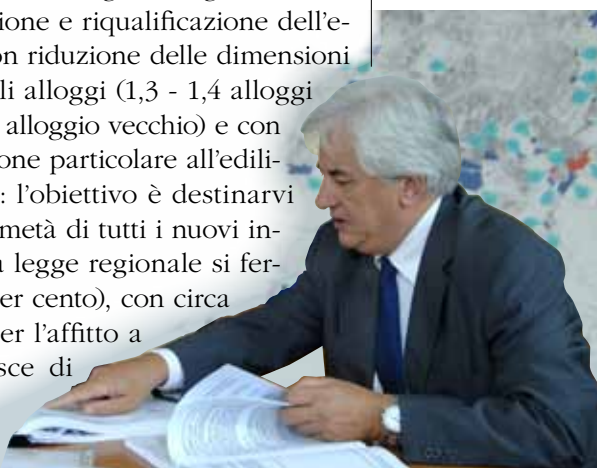 ione e riqualificazione dell'e-
on riduzione delle dimensioni
li alloggi (1,3 - 1,4 alloggi
alloggio vecchio) e con
one particolare all'edili-
: l'obiettivo è destinarvi
metà di tutti i nuovi in-
a legge regionale si fer-
er cento), con circa
er l'affitto a
sce di